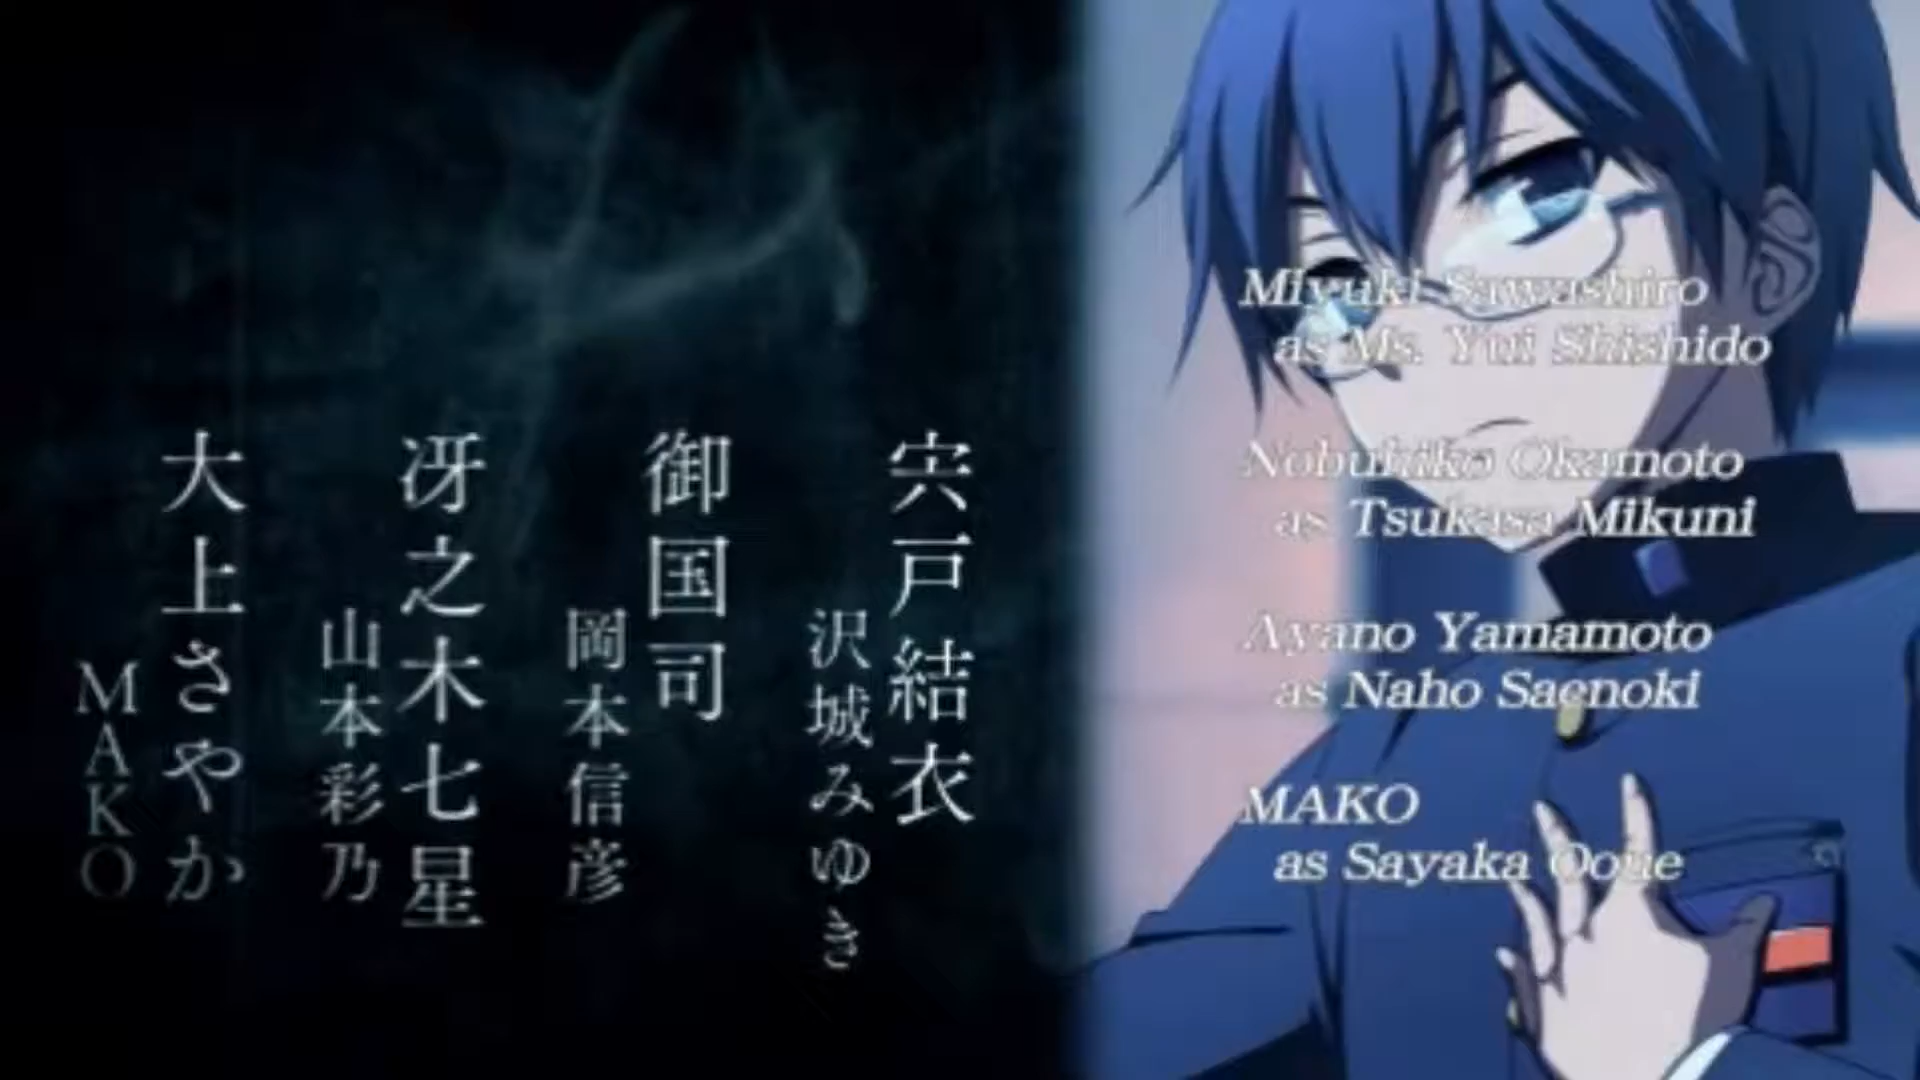 宍戸結衣
沢城みゆき
御国司
岡本信彦
冴之木七星
山本彩乃
大上さやか
MAKO
Miyuki Sawashiro
as Ms. Yui Shishido
Nobuhiko Okamoto
as Tsukasa Mikuni
Ayano Yamamoto
as Naho Saenoki
MAKO
as Sayaka Ooue